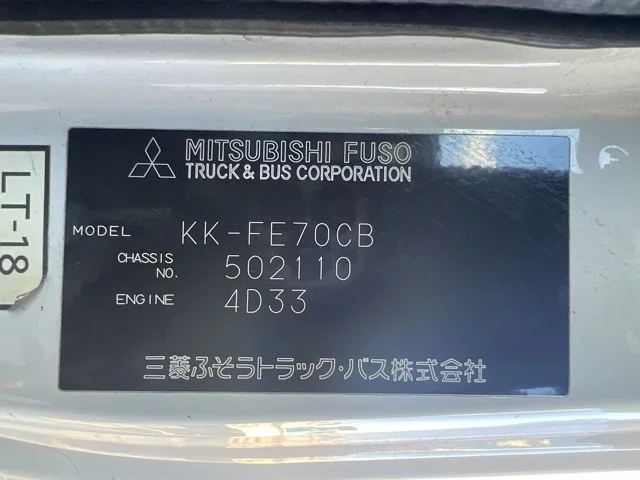 MITSUBISHI FUSO
TRUCK & BUS CORPORATION
MODEL KK-FE70CB
CHASSIS NO. 502110
ENGINE 4D33
三菱ふそうトラック・バス株式会社
LT-18